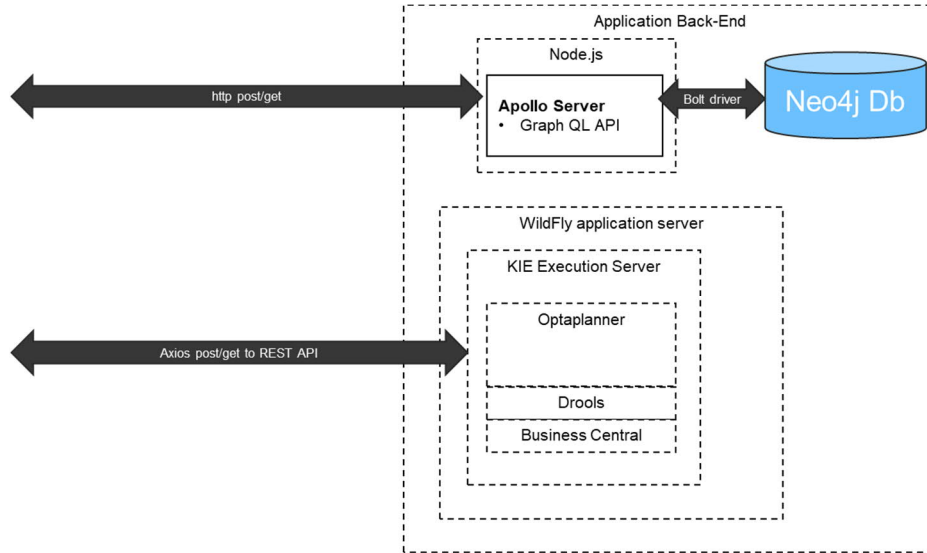 Application Back-End
Node.js
http post/get
Apollo Server
• Graph QL API
Bolt driver
Neo4j Db
WildFly application server
KIE Execution Server
Optaplanner
Axios post/get to REST API
Drools
Business Central